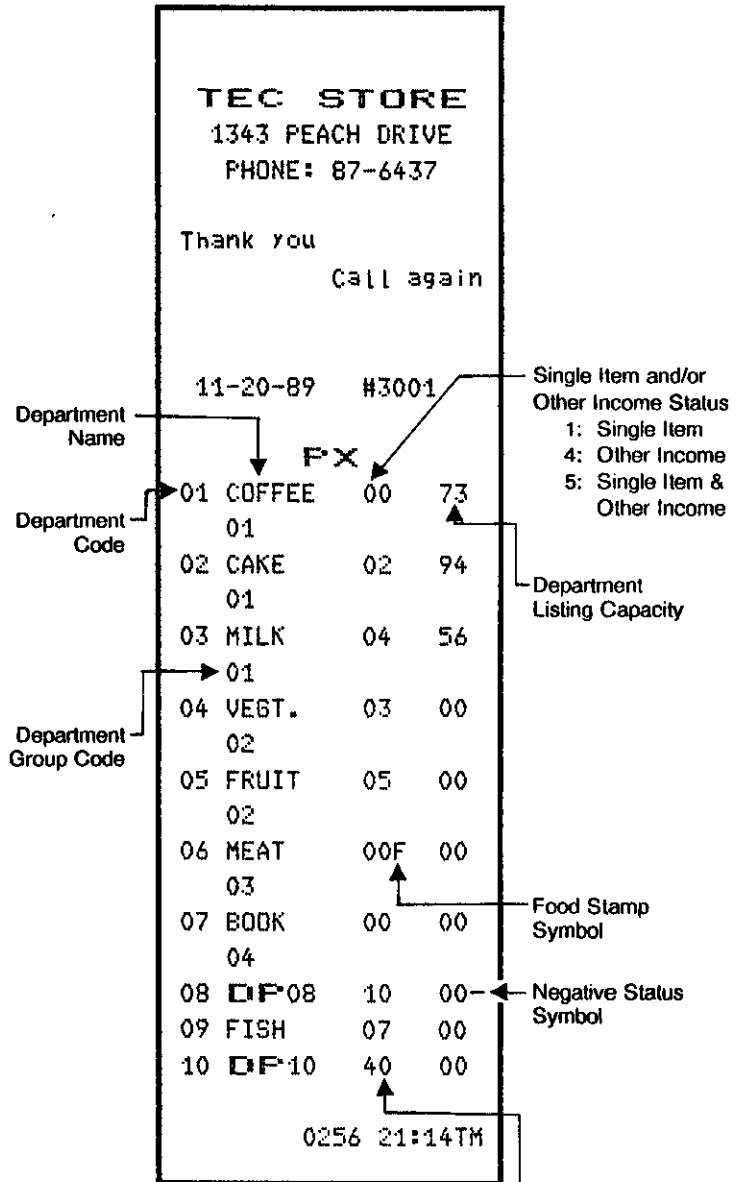 TEC STORE
1343 PEACH DRIVE
PHONE: 87-6437
Thank you
Call again
11-20-89 #3001
PX
01 COFFEE 00 73
01
02 CAKE 02 94
01
03 MILK 04 56
01
04 VEGT. 03 00
02
05 FRUIT 05 00
02
06 MEAT 00F 00
03
07 BOOK 00 00
04
08 DP08 10 00-
09 FISH 07 00
10 DP10 40 00
0256 21:14TM
Department
Name
Department
Code
Department
Group Code
Single Item and/or
Other Income Status
1: Single Item
4: Other Income
5: Single Item &
Other Income
Department
Listing Capacity
Food Stamp
Symbol
Negative Status
Symbol